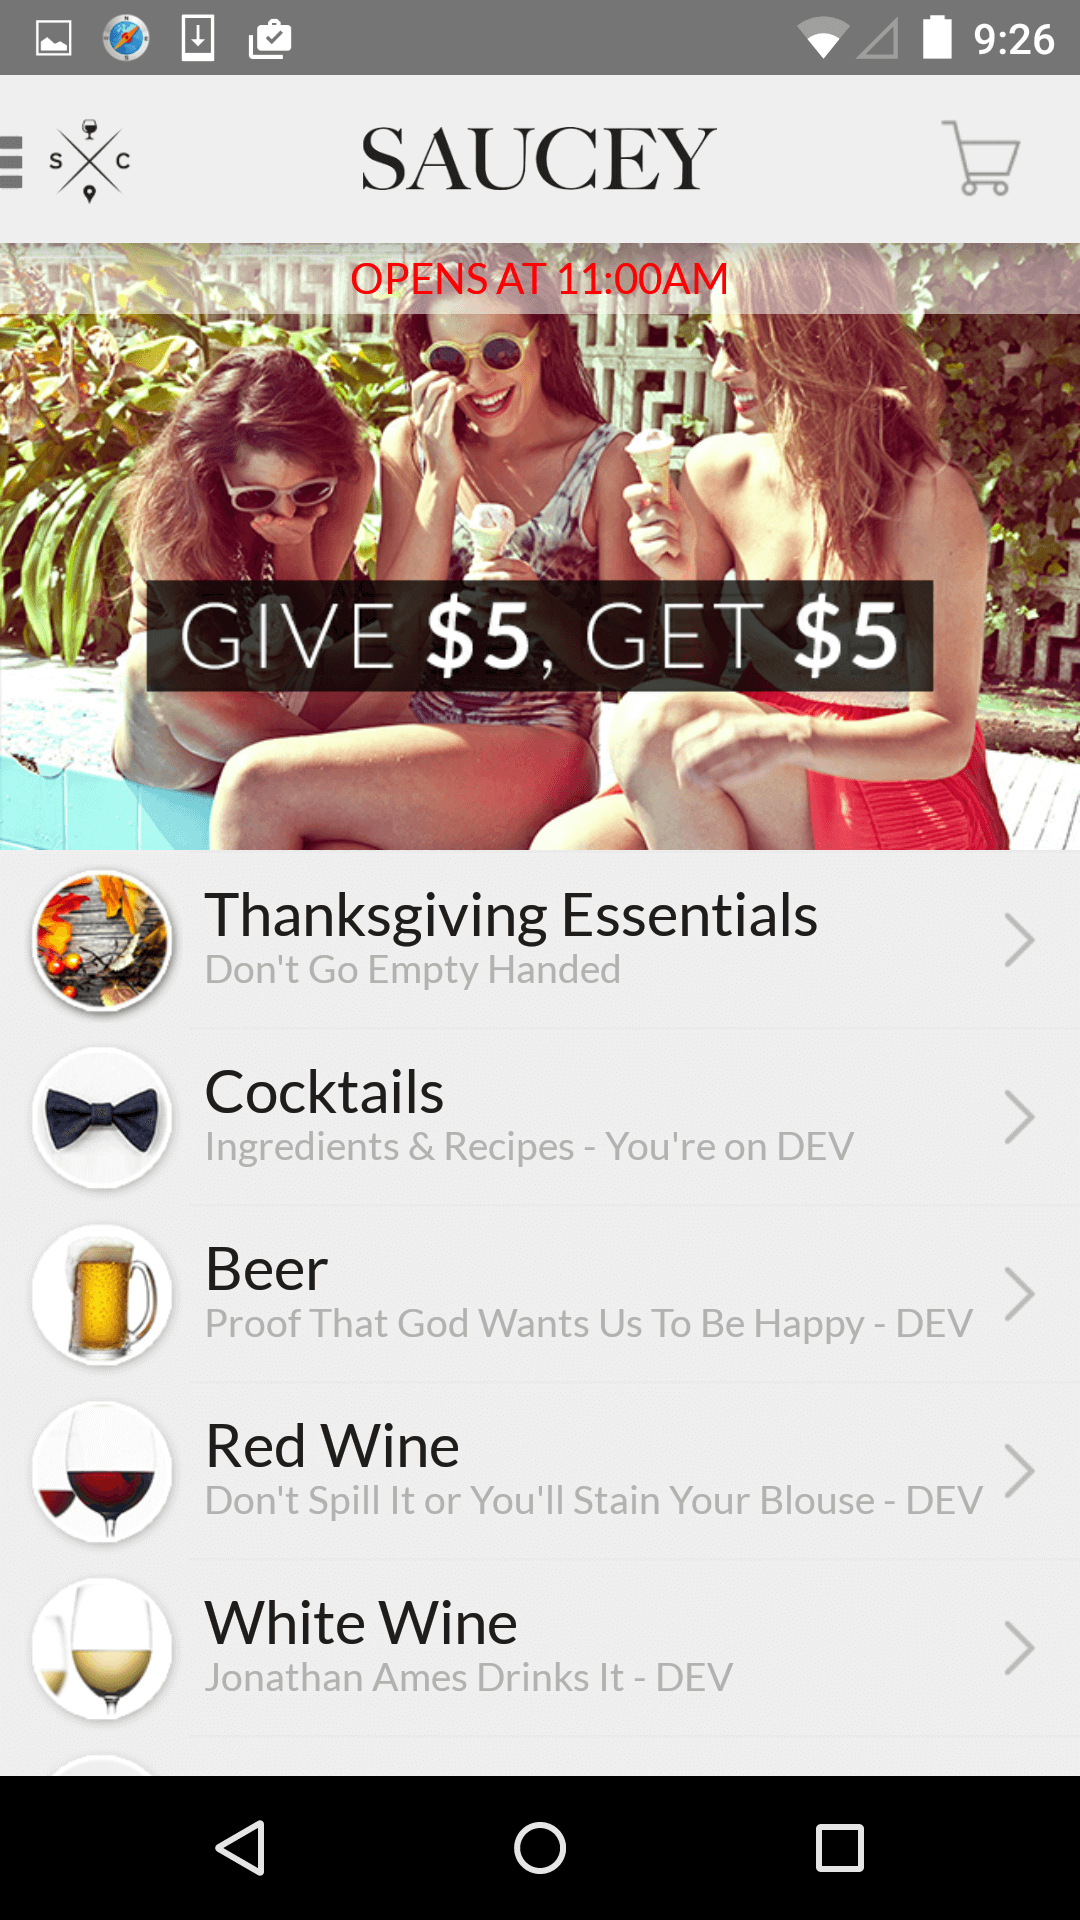 9:26
S C
SAUCEY
OPENS AT 11:00AM
GIVE $5, GET $5
Thanksgiving Essentials
Don't Go Empty Handed
Cocktails
Ingredients & Recipes - You're on DEV
Beer
Proof That God Wants Us To Be Happy - DEV
Red Wine
Don't Spill It or You'll Stain Your Blouse - DEV
White Wine
Jonathan Ames Drinks It - DEV